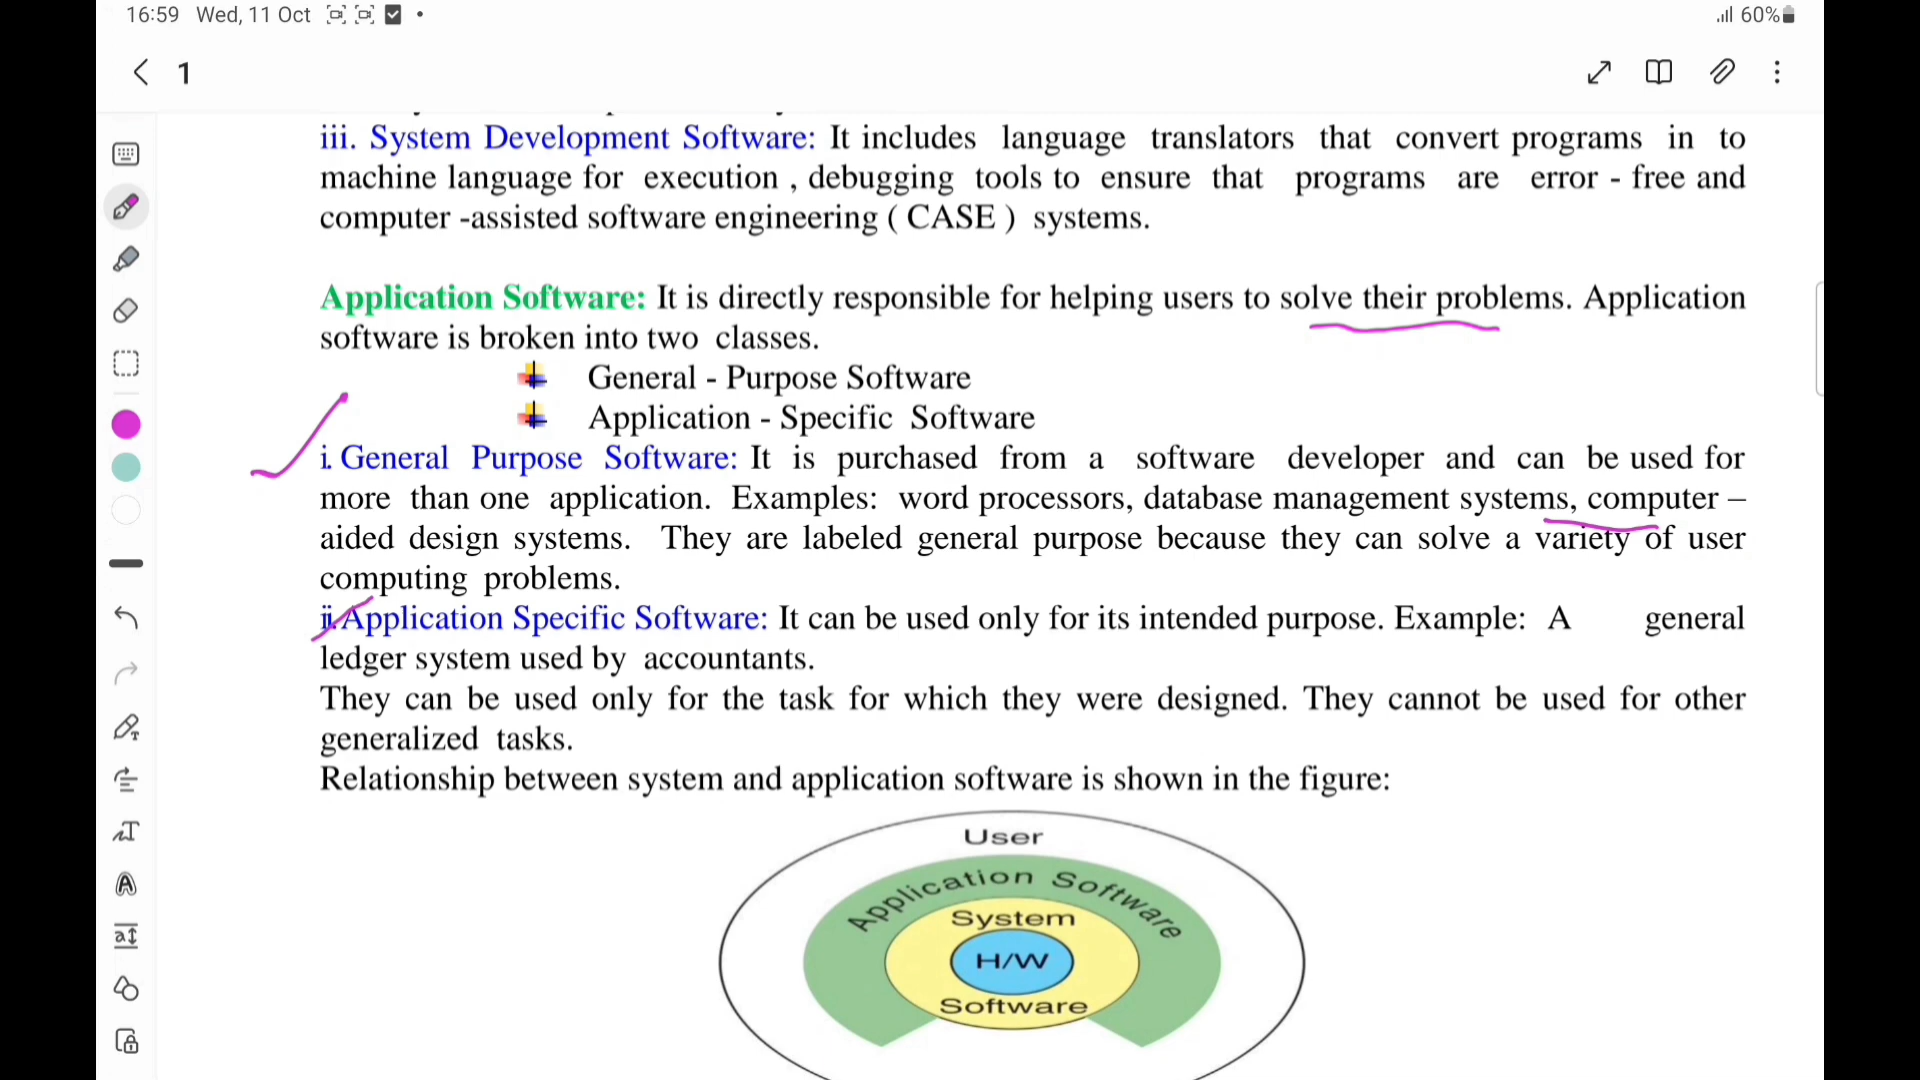 16:59 Wed, 11 Oct
60%
1
iii. System Development Software: It includes language translators that convert programs in to
machine language for execution , debugging tools to ensure that programs are error - free and
computer -assisted software engineering ( CASE ) systems.
Application Software: It is directly responsible for helping users to solve their problems. Application
software is broken into two classes.
General - Purpose Software
Application - Specific Software
i. General Purpose Software: It is purchased from a software developer and can be used for
more than one application. Examples: word processors, database management systems, computer –
aided design systems. They are labeled general purpose because they can solve a variety of user
computing problems.
ii. Application Specific Software: It can be used only for its intended purpose. Example: A general
ledger system used by accountants.
They can be used only for the task for which they were designed. They cannot be used for other
generalized tasks.
Relationship between system and application software is shown in the figure:
User
Application Software
System
H/W
Software